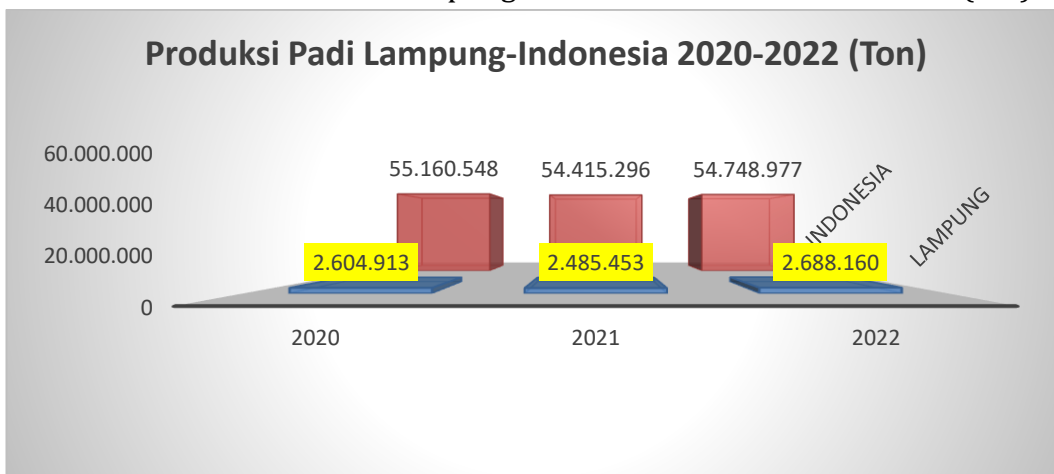 Produksi Padi Lampung-Indonesia 2020-2022 (Ton)
60.000.000
40.000.000
20.000.000
0
55.160.548 54.415.296 54.748.977
2.604.913 2.485.453 2.688.160
INDONESIA
LAMPUNG
2020 2021 2022